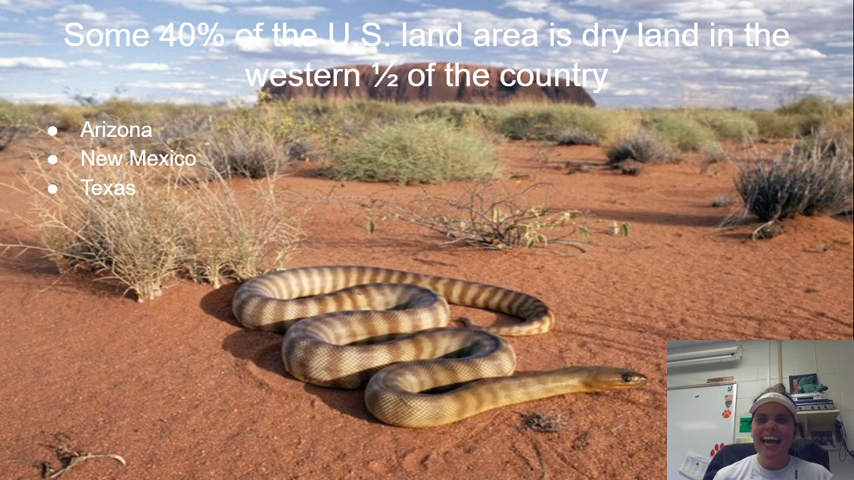 Some 40% of the U.S. land area is dry land in the
western ½ of the country
● Arizona
● New Mexico
● Texas